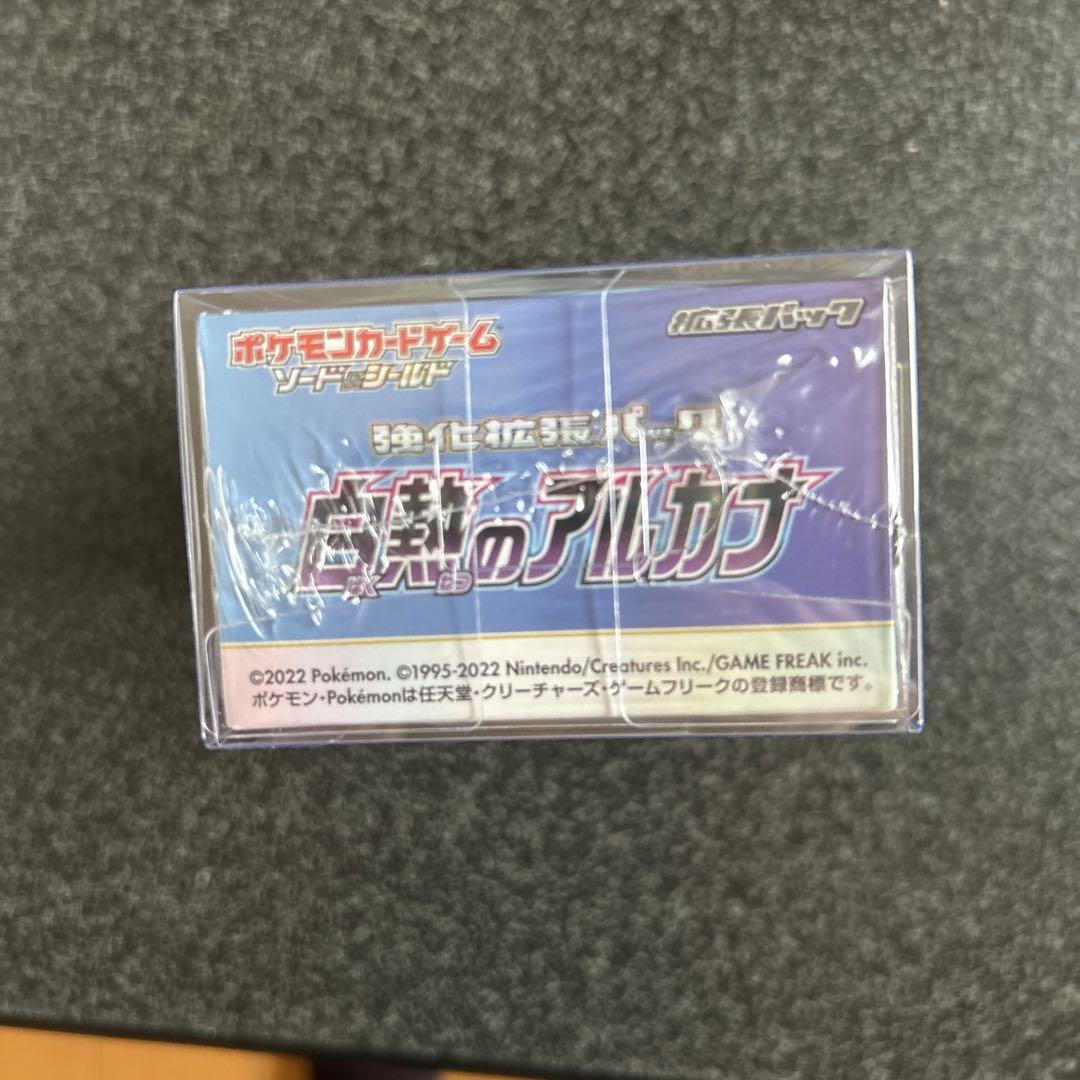 ポケモンカードゲーム
ソード&シールド
拡張パック
強化拡張パック
白熱のアルカナ
はく ねつ
©2022 Pokémon. ©1995-2022 Nintendo/Creatures Inc./GAME FREAK inc.
ポケモン・Pokémonは任天堂・クリーチャーズ・ゲームフリークの登録商標です。